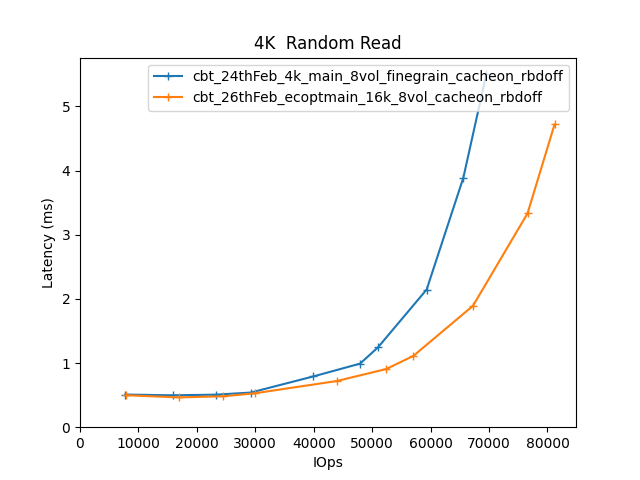 4K  Random Read
cbt_24thFeb_4k_main_8vol_finegrain_cacheon_rbdoff
cbt_26thFeb_ecoptmain_16k_8vol_cacheon_rbdoff
Latency (ms)
5
4
3
2
1
0
0 10000 20000 30000 40000 50000 60000 70000 80000
IOps